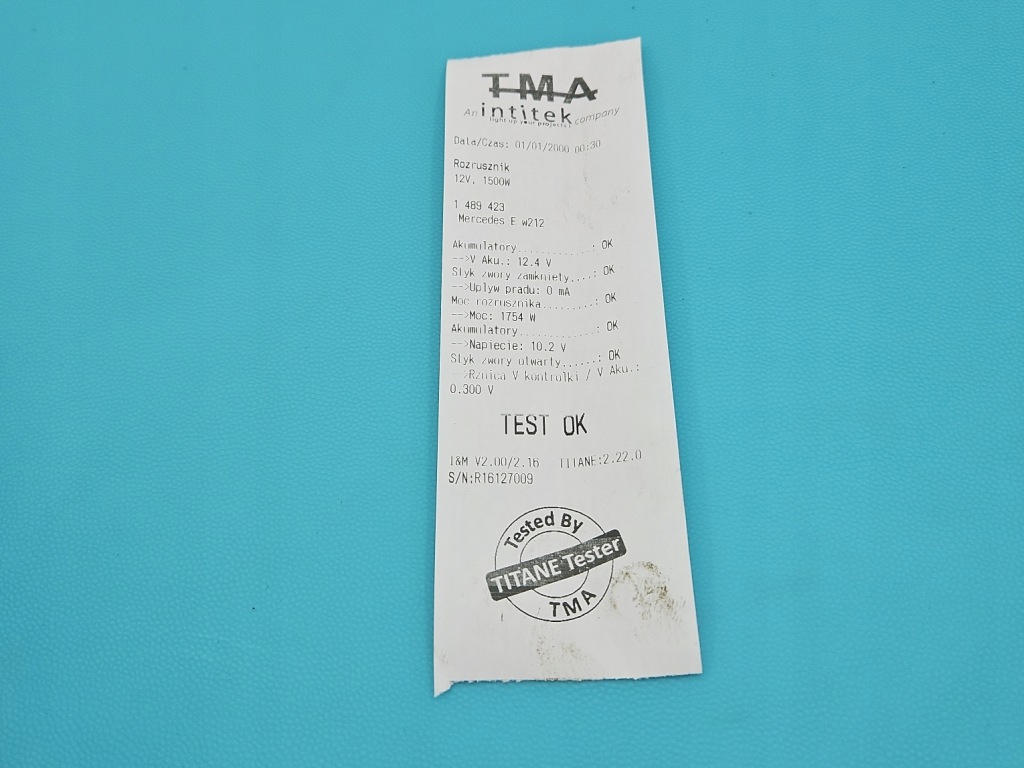 TMA
An intitek company
light up your projects!
Data/Czas: 01/01/2000 00:30
Rozrusznik
12V, 1500W
1 489 423
Mercedes E w212
Akumulatory.............: OK
-->V Aku.: 12.4 V
Styk zwory zamkniety....: OK
-->Uplyw pradu: 0 mA
Moc rozrusznika.........: OK
-->Moc: 1754 W
Akumulatory.............: OK
-->Napiecie: 10.2 V
Styk zwory otwarty......: OK
-->Rznica V kontrolki / V Aku.:
0.300 V
TEST OK
I&M V2.00/2.16 TITANE:2.22.0
S/N:R16127009
Tested By
TITANE Tester
TMA